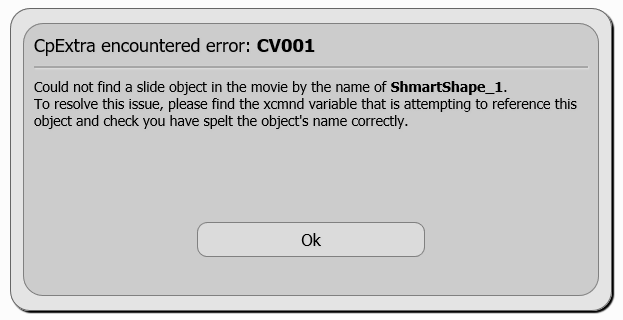 CpExtra encountered error: CV001
Could not find a slide object in the movie by the name of ShmartShape_1.
To resolve this issue, please find the xcmnd variable that is attempting to reference this
object and check you have spelt the object's name correctly.
Ok